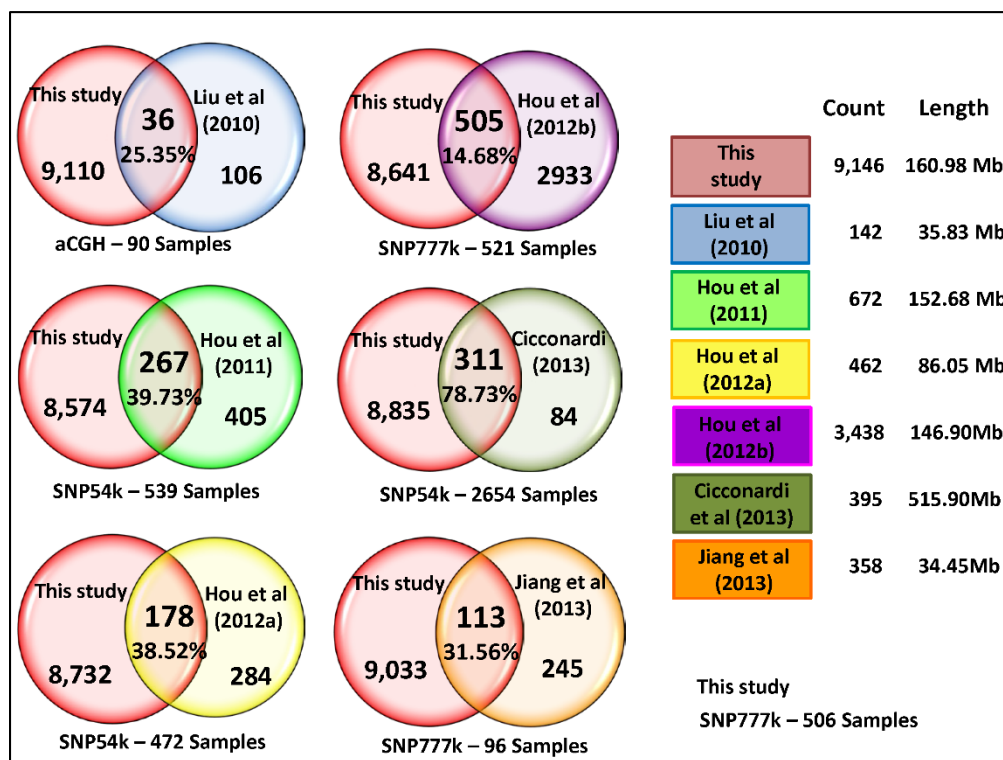 This study
36
Liu et al
(2010)
9,110
25.35%
106
aCGH – 90 Samples
This study
505
Hou et al
(2012b)
8,641
14.68%
2933
SNP777k – 521 Samples
This study
267
Hou et al
(2011)
8,574
39.73%
405
SNP54k – 539 Samples
This study
311
Cicconardi
(2013)
8,835
78.73%
84
SNP54k – 2654 Samples
This study
178
Hou et al
(2012a)
8,732
38.52%
284
SNP54k – 472 Samples
This study
113
Jiang et al
(2013)
9,033
31.56%
245
SNP777k – 96 Samples
Count Length
This
study
9,146 160.98 Mb
Liu et al
(2010)
142 35.83 Mb
Hou et al
(2011)
672 152.68 Mb
Hou et al
(2012a)
462 86.05 Mb
Hou et al
(2012b)
3,438 146.90Mb
Cicconardi
et al (2013)
395 515.90Mb
Jiang et al
(2013)
358 34.45Mb
This study
SNP777k – 506 Samples